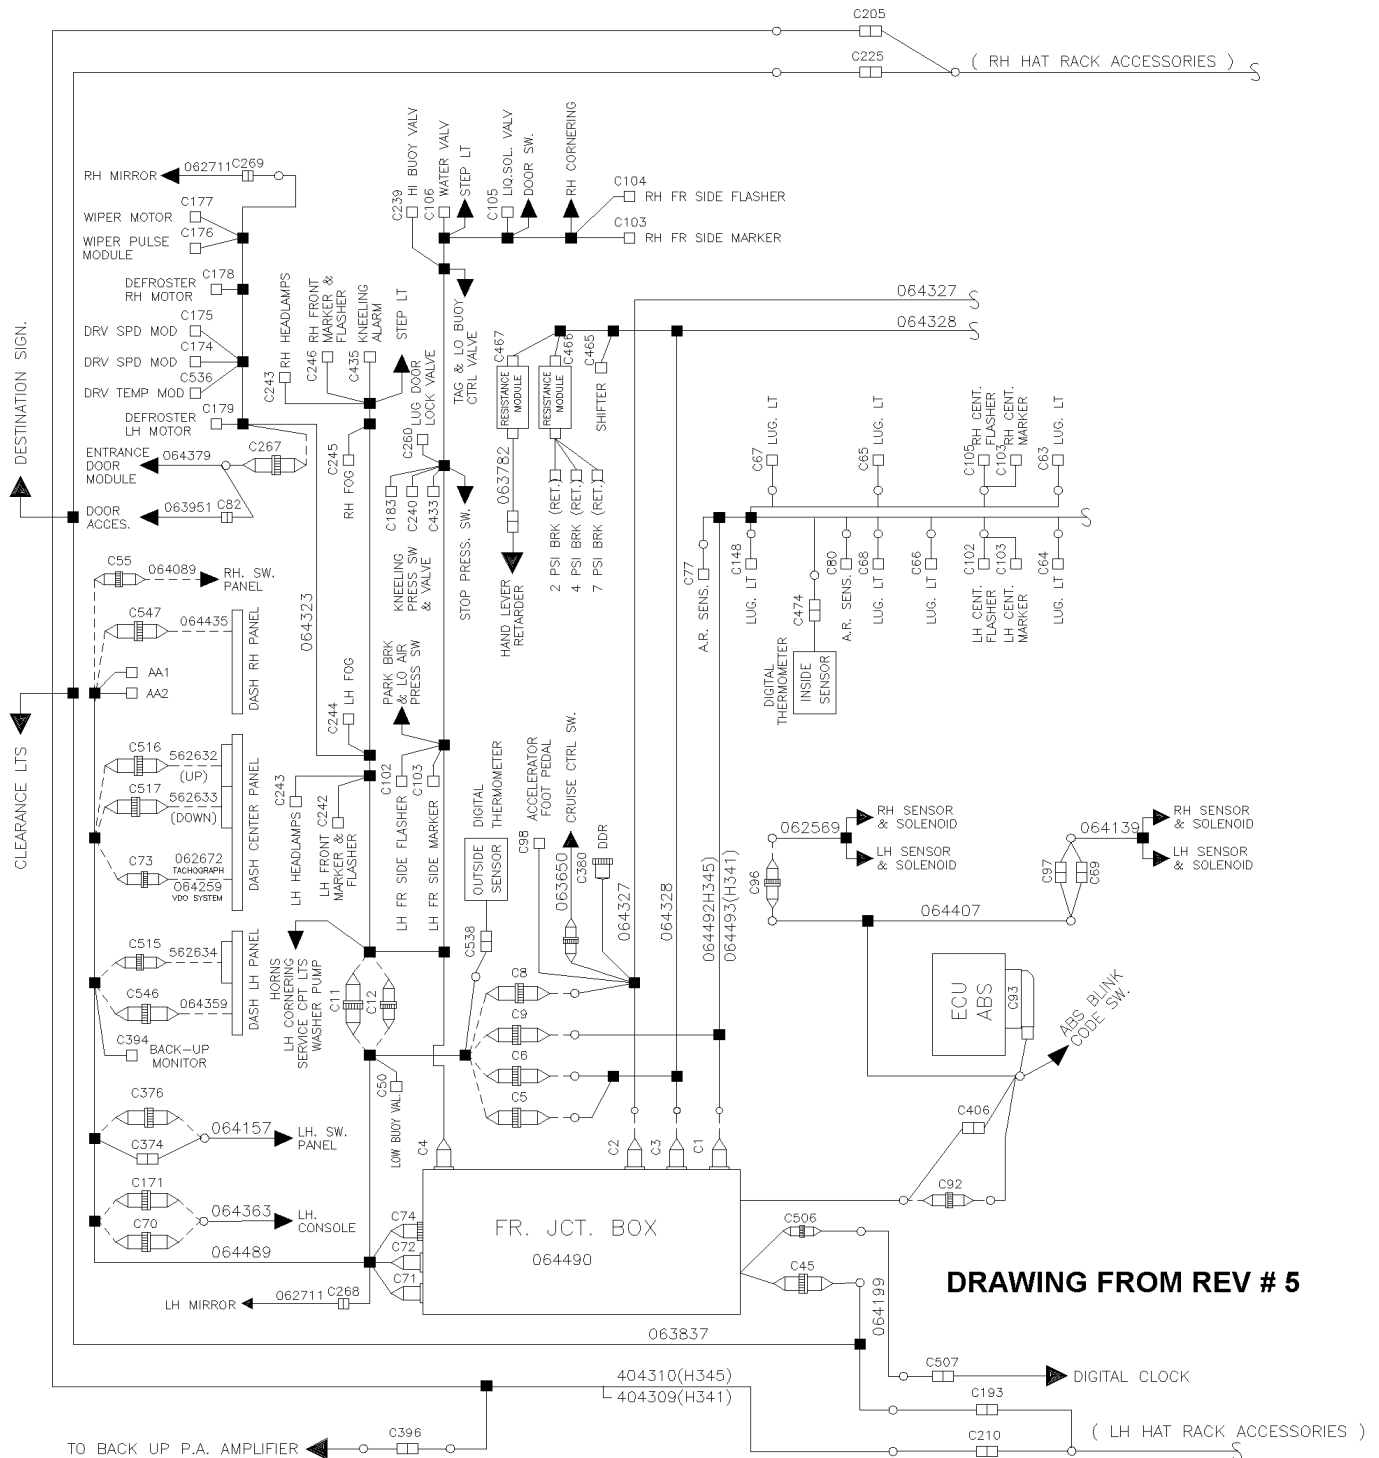 C205
C225
( RH HAT RACK ACCESSORIES )
RH MIRROR
062711
C269
C177
WIPER MOTOR
C176
WIPER PULSE
MODULE
C178
DEFROSTER
RH MOTOR
C175
DRV SPD MOD
C174
DRV SPD MOD
C536
DRV TEMP MOD
C179
DEFROSTER
LH MOTOR
ENTRANCE
DOOR
MODULE
064379
C267
DOOR
ACCES.
063951
C82
DESTINATION SIGN.
CLEARANCE LTS
C239
HI BUOY VALV
C106
WATER VALV
STEP LT
C105
LIQ.SOL. VALV
DOOR SW.
RH CORNERING
C104
RH FR SIDE FLASHER
C103
RH FR SIDE MARKER
C243
RH HEADLAMPS
C246
RH FRONT
MARKER &
FLASHER
C435
KNEELING
ALARM
STEP LT
TAG & LO BUOY
CTRL VALVE
C260
LUG DOOR
LOCK VALVE
C245
RH FOG
C183
C240
C433
KNEELING
PRESS SW
& VALVE
STOP PRESS. SW.
064327
064328
C467
RESISTANCE
MODULE
C466
RESISTANCE
MODULE
C465
SHIFTER
063782
HAND LEVER
RETARDER
2 PSI BRK (RET.)
4 PSI BRK (RET.)
7 PSI BRK (RET.)
C67
LUG. LT
C65
LUG. LT
C105
RH CENT.
FLASHER
C103
RH CENT.
MARKER
C63
LUG. LT
C77
A.R. SENS.
C148
LUG. LT
C474
DIGITAL
THERMOMETER
INSIDE
SENSOR
C80
A.R. SENS.
C68
LUG. LT
C66
LUG. LT
C102
LH CENT.
FLASHER
C103
LH CENT.
MARKER
C64
LUG. LT
C55
064089
RH. SW.
PANEL
C547
064435
DASH RH PANEL
AA1
AA2
064323
C244
LH FOG
PARK BRK
& LO AIR
PRESS SW
C516
562632
(UP)
C517
562633
(DOWN)
C73
062672
TACHOGRAPH
064259
VDO SYSTEM
DASH CENTER PANEL
C243
LH HEADLAMPS
C242
LH FRONT
MARKER &
FLASHER
C102
LH FR SIDE FLASHER
C103
LH FR SIDE MARKER
DIGITAL
THERMOMETER
OUTSIDE
SENSOR
C538
ACCELERATOR
FOOT PEDAL
C98
CRUISE CTRL SW.
063650
C380
DDR
064327
064328
064492H345)
064493(H341)
062569
C96
RH SENSOR
& SOLENOID
LH SENSOR
& SOLENOID
064139
C97
C69
RH SENSOR
& SOLENOID
LH SENSOR
& SOLENOID
064407
ECU
ABS
C93
ABS BLINK
CODE SW.
C515
562634
C546
064359
DASH LH PANEL
C394
BACK-UP
MONITOR
HORNS
LH CORNERING
SERVICE CPT LTS
WASHER PUMP
C11
C12
C50
LOW BUOY VAL.
C8
C9
C6
C5
C376
C374
064157
LH. SW.
PANEL
C171
C70
064363
LH.
CONSOLE
064489
C4
C2
C3
C1
C74
C72
C71
FR. JCT. BOX
064490
C406
C92
C506
C45
LH MIRROR
062711
C268
DRAWING FROM REV # 5
063837
064199
C507
DIGITAL CLOCK
404310(H345)
404309(H341)
C193
C210
( LH HAT RACK ACCESSORIES )
TO BACK UP P.A. AMPLIFIER
C396